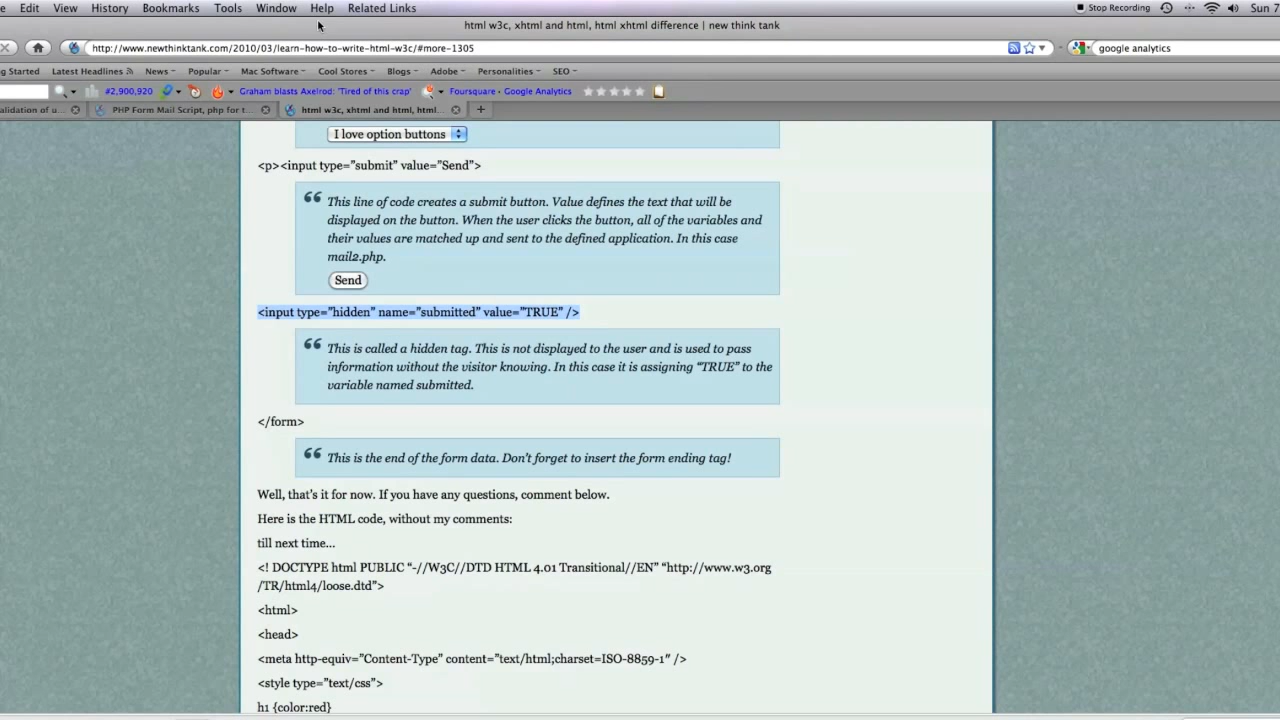 Edit View History Bookmarks Tools Window Help Related Links Stop Recording Sun 7
html w3c, xhtml and html, html xhtml difference | new think tank
http://www.newthinktank.com/2010/03/learn-how-to-write-html-w3c/#more-1305 google analytics
g Started Latest Headlines News Popular Mac Software Cool Stores Blogs Adobe Personalities SEO
#2,900,920 Graham blasts Axelrod: 'Tired of this crap' Foursquare • Google Analytics
alidation of u... PHP Form Mail Script, php for t... html w3c, xhtml and html, html...
I love option buttons
<p><input type=”submit” value=”Send”>
“ This line of code creates a submit button. Value defines the text that will be
displayed on the button. When the user clicks the button, all of the variables and
their values are matched up and sent to the defined application. In this case
mail2.php.
Send
<input type=”hidden” name=”submitted” value=”TRUE” />
“ This is called a hidden tag. This is not displayed to the user and is used to pass
information without the visitor knowing. In this case it is assigning “TRUE” to the
variable named submitted.
</form>
“ This is the end of the form data. Don’t forget to insert the form ending tag!
Well, that’s it for now. If you have any questions, comment below.
Here is the HTML code, without my comments:
till next time…
<! DOCTYPE html PUBLIC “-//W3C//DTD HTML 4.01 Transitional//EN” “http://www.w3.org
/TR/html4/loose.dtd”>
<html>
<head>
<meta http-equiv=”Content-Type” content=”text/html;charset=ISO-8859-1″ />
<style type=”text/css”>
h1 {color:red}